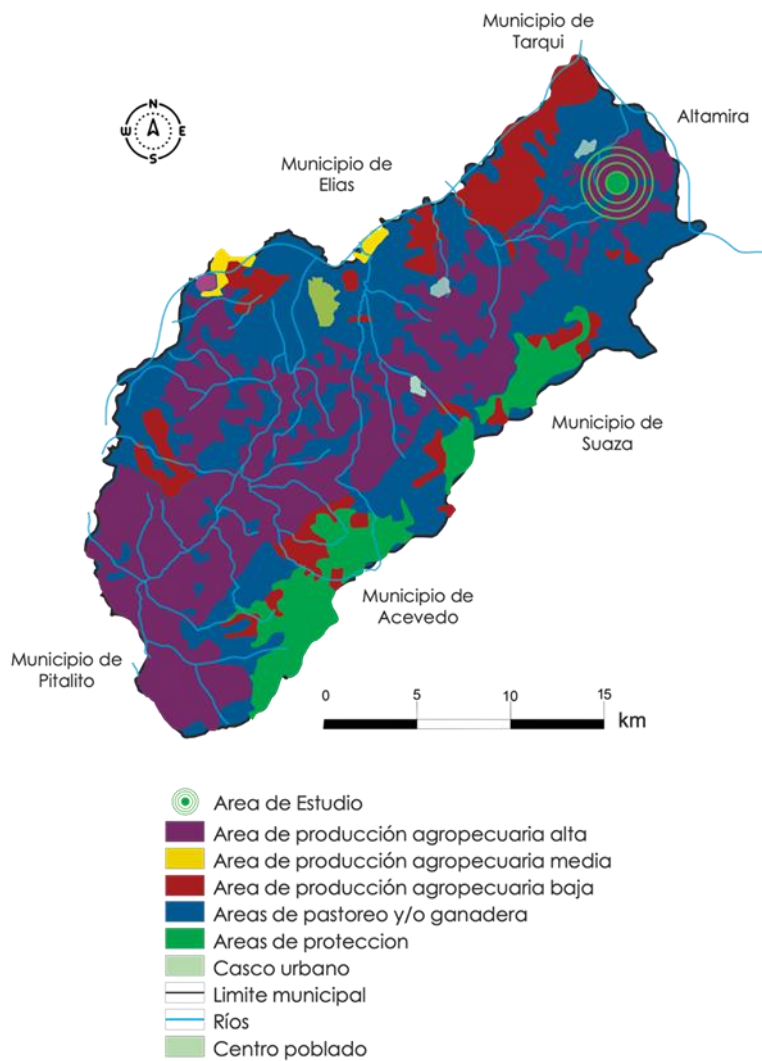 Municipio de
Tarqui
Altamira
N
W
E
S
Municipio de
Elias
Municipio de
Suaza
Municipio de
Acevedo
Municipio de
Pitalito
0
5
10
15
km
Area de Estudio
Area de producción agropecuaria alta
Area de producción agropecuaria media
Area de producción agropecuaria baja
Areas de pastoreo y/o ganadera
Areas de proteccion
Casco urbano
Limite municipal
Ríos
Centro poblado